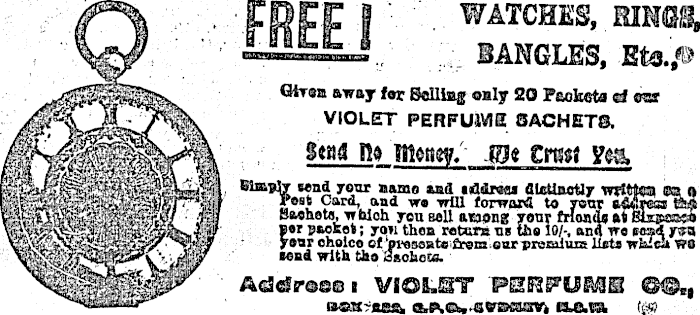 FREE! WATCHES, RINGS,
BANGLES, Etc.,
Given away for Selling only 20 Packets of our
VIOLET PERFUME SACHETS.
Send No Money. We Trust You.
Simply send your name and address distinctly written on a
Post Card, and we will forward to your address the
Sachets, which you sell among your friends at Sixpence
per packet; you then return us the 10/-, and we send you
your choice of presents from our premium lists which we
send with the Sachets.
Address: VIOLET PERFUME CO.,
BOX G.P.O., SYDNEY, N.S.W.